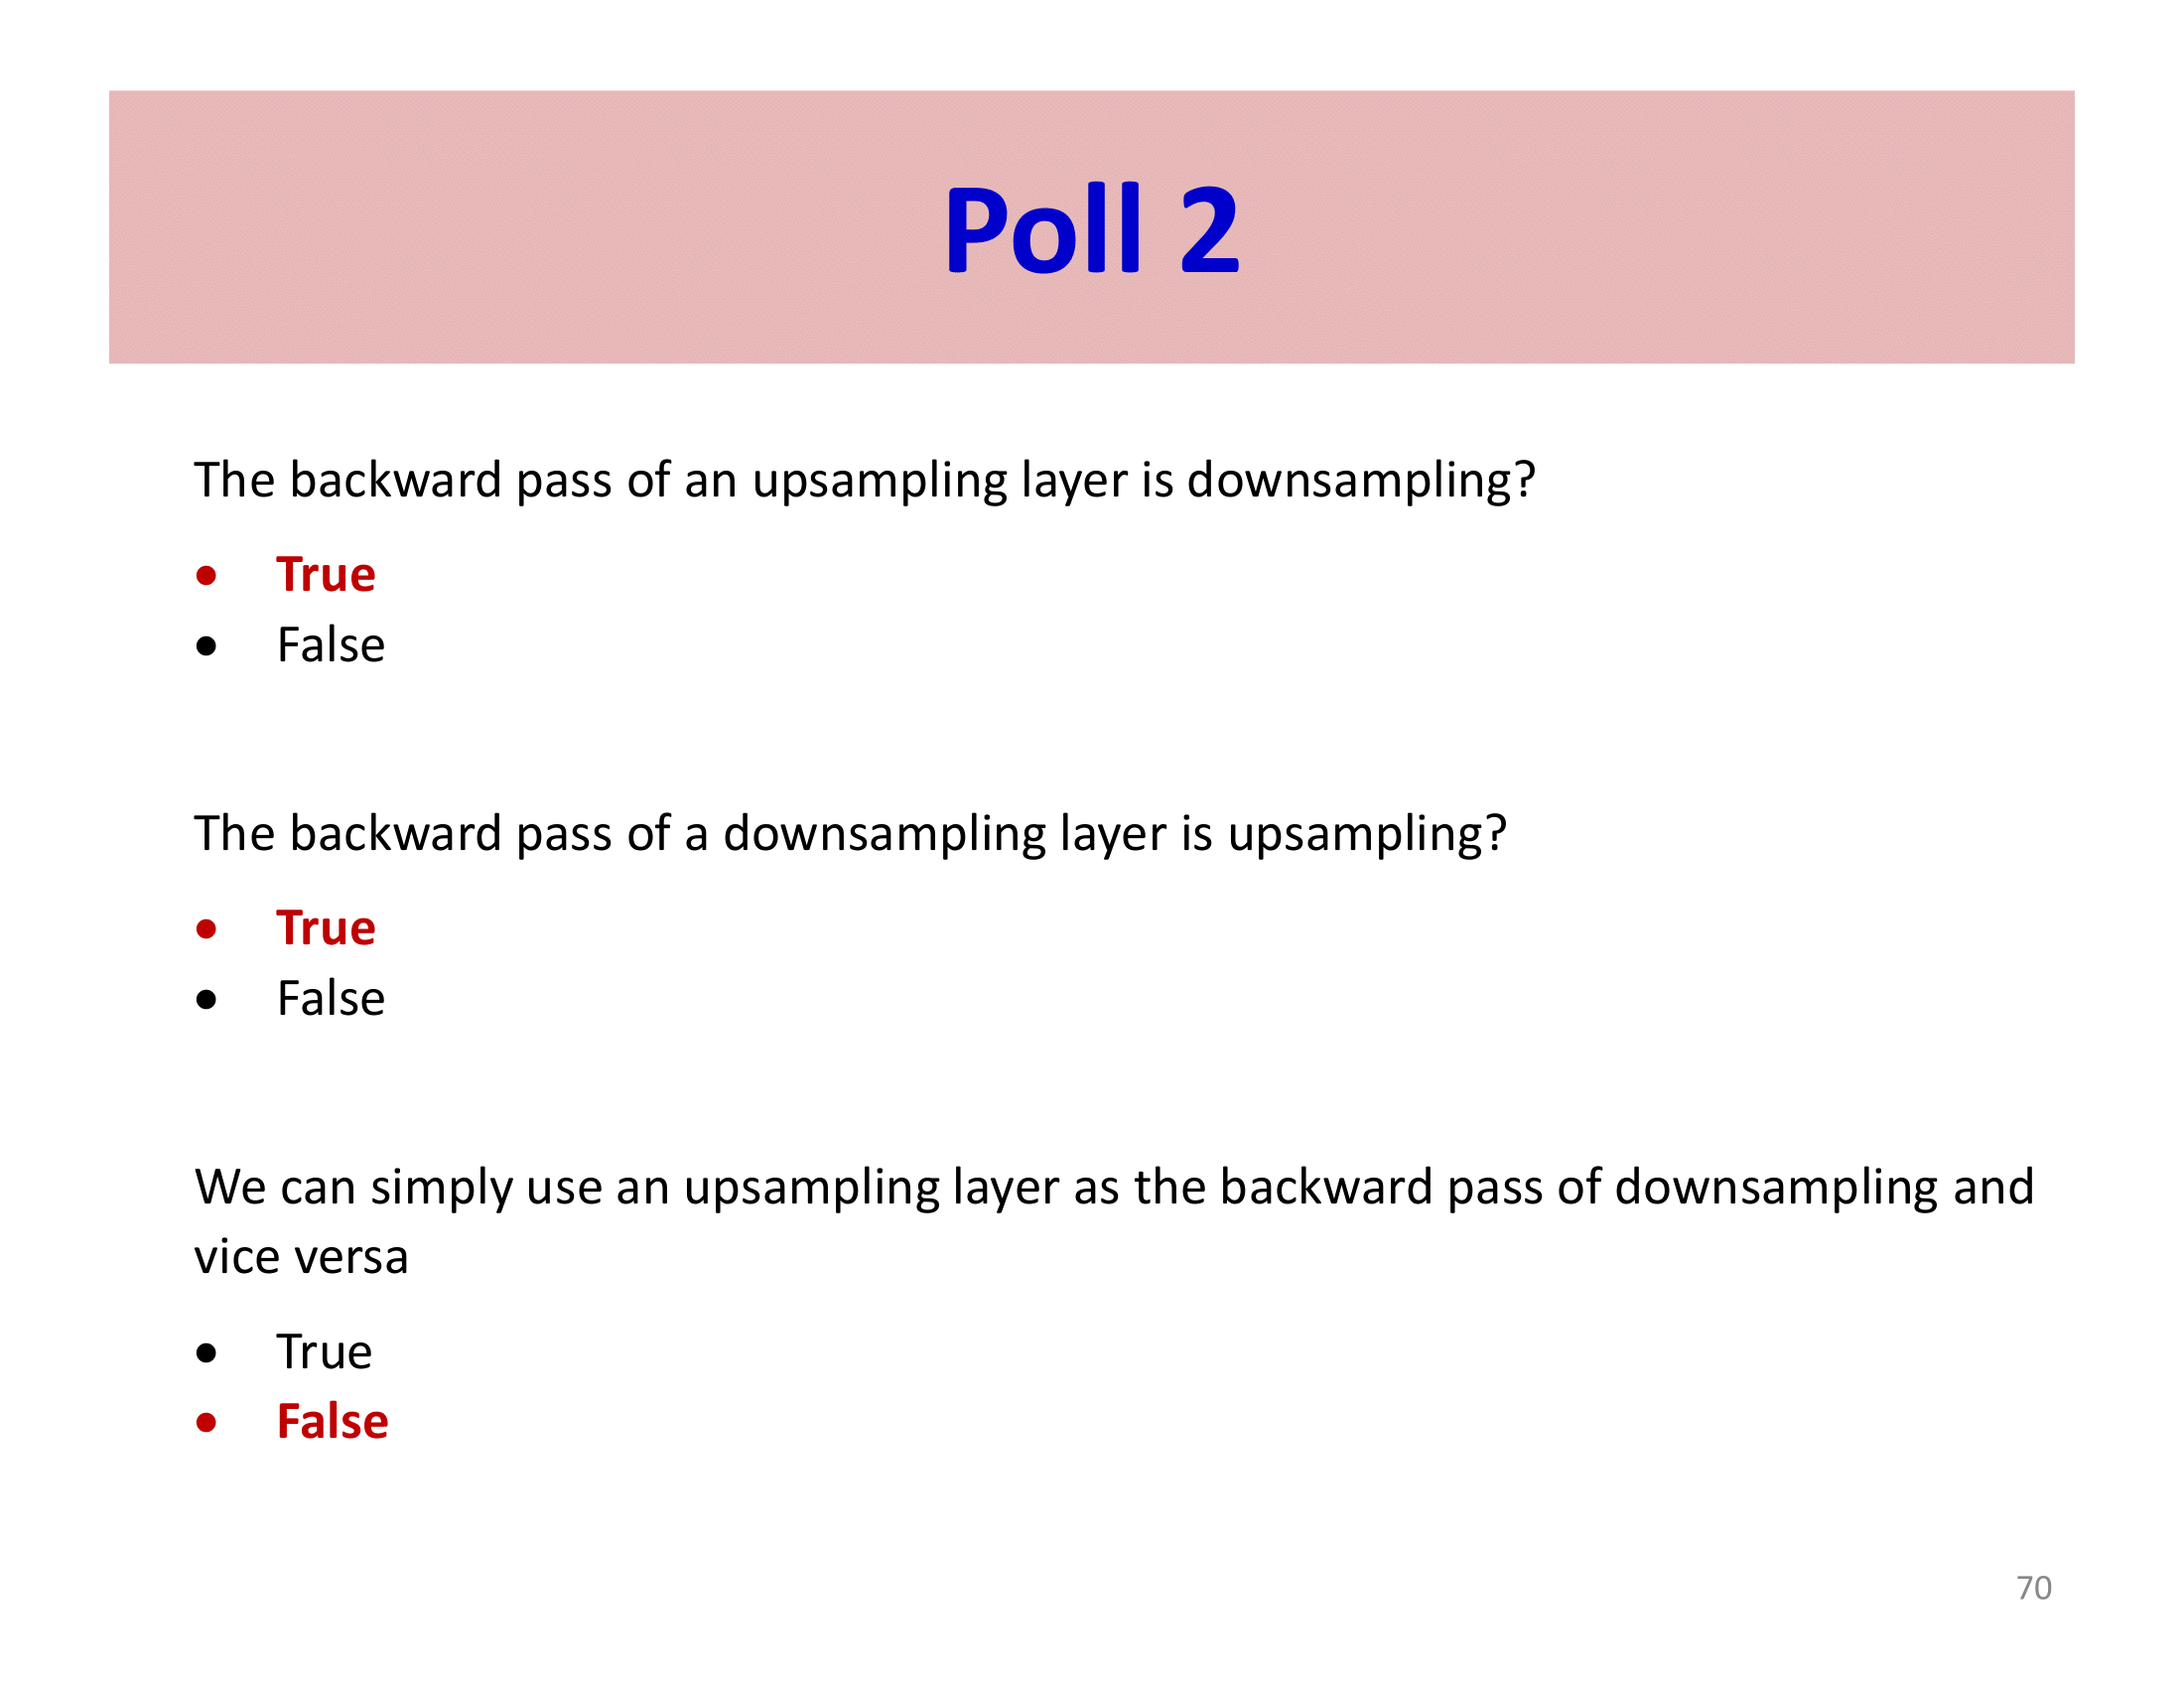 Poll 2
The backward pass of an upsampling layer is downsampling?
● True
● False
The backward pass of a downsampling layer is upsampling?
● True
● False
We can simply use an upsampling layer as the backward pass of downsampling and
vice versa
● True
● False
70